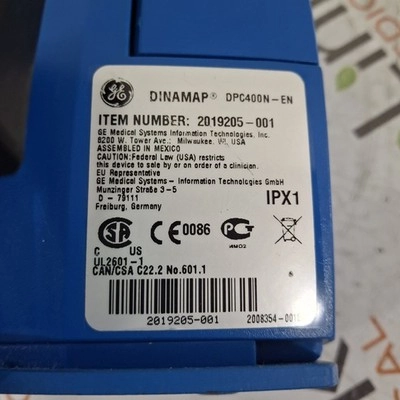 GE DINAMAP® DPC400N-EN
ITEM NUMBER: 2019205-001
GE Medical Systems Information Technologies, Inc.
8200 W. Tower Ave.; Milwaukee, WI, USA
ASSEMBLED IN MEXICO
CAUTION:Federal Law (USA) restricts
this device to sale by or on order of a clinician.
EU Representative
GE Medical Systems - Information Technologies GmbH
Munzinger Straße 3-5
D - 79111
Freiburg, Germany
IPX1
CE 0086
C US
UL2601-1
CAN/CSA C22.2 No.601.1
2019205-001